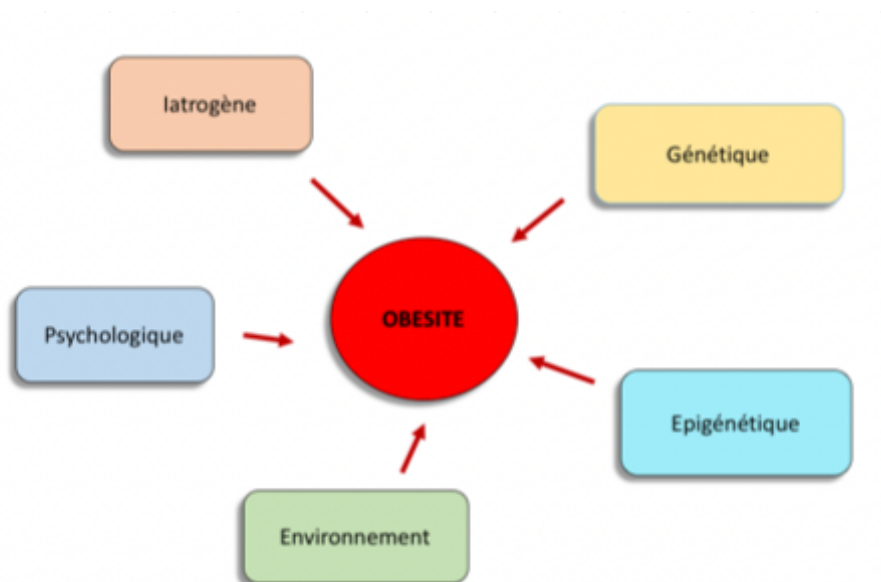 Iatrogène
Génétique
OBESITE
Psychologique
Epigénétique
Environnement